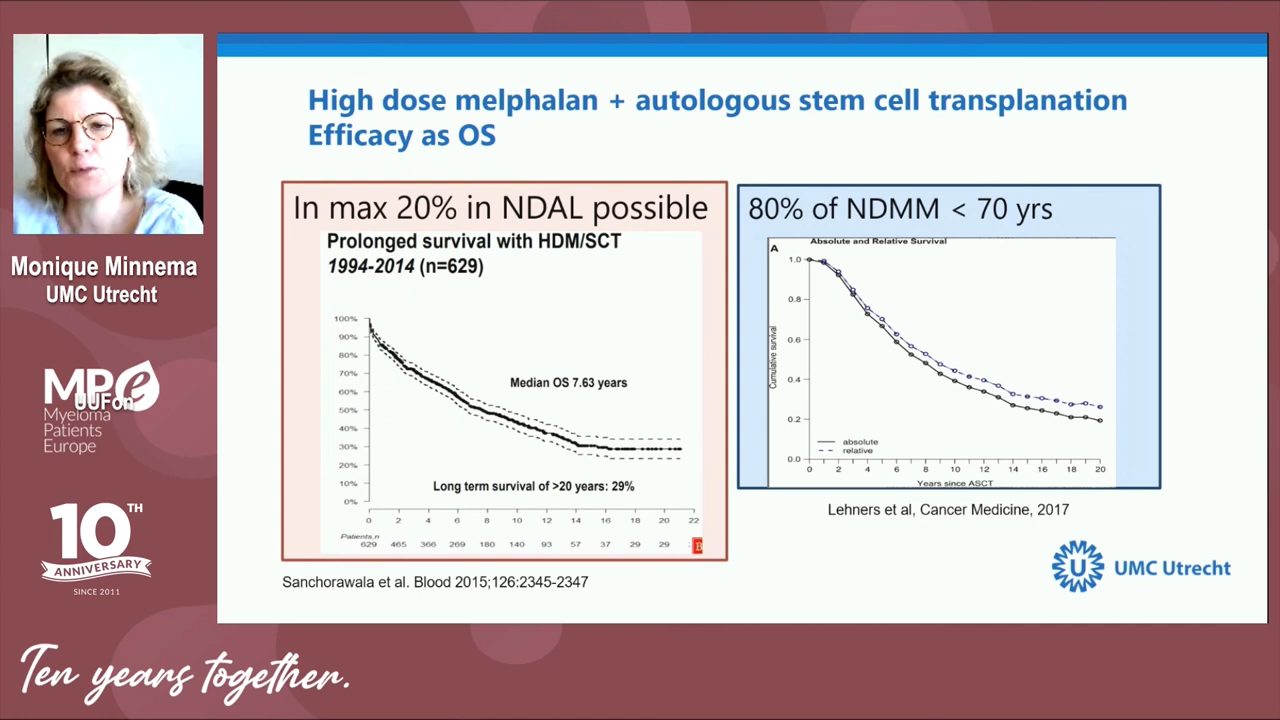 Monique Minnema
UMC Utrecht
MPe
UUFon
Myeloma
Patients
Europe
10TH
ANNIVERSARY
SINCE 2011
Ten years together.
High dose melphalan + autologous stem cell transplanation
Efficacy as OS
In max 20% in NDAL possible
Prolonged survival with HDM/SCT
1994-2014 (n=629)
100%
90%
80%
70%
60%
50%
40%
30%
20%
10%
0%
Median OS 7.63 years
Long term survival of >20 years: 29%
0 2 4 6 8 10 12 14 16 18 20 22
Patients,n
629 465 366 269 180 140 93 57 37 29 29
B
Sanchorawala et al. Blood 2015;126:2345-2347
80% of NDMM < 70 yrs
A
Absolute and Relative Survival
Cumulative survival
1.0
0.8
0.6
0.4
0.2
0.0
absolute
relative
0 2 4 6 8 10 12 14 16 18 20
Years since ASCT
Lehners et al, Cancer Medicine, 2017
U UMC Utrecht